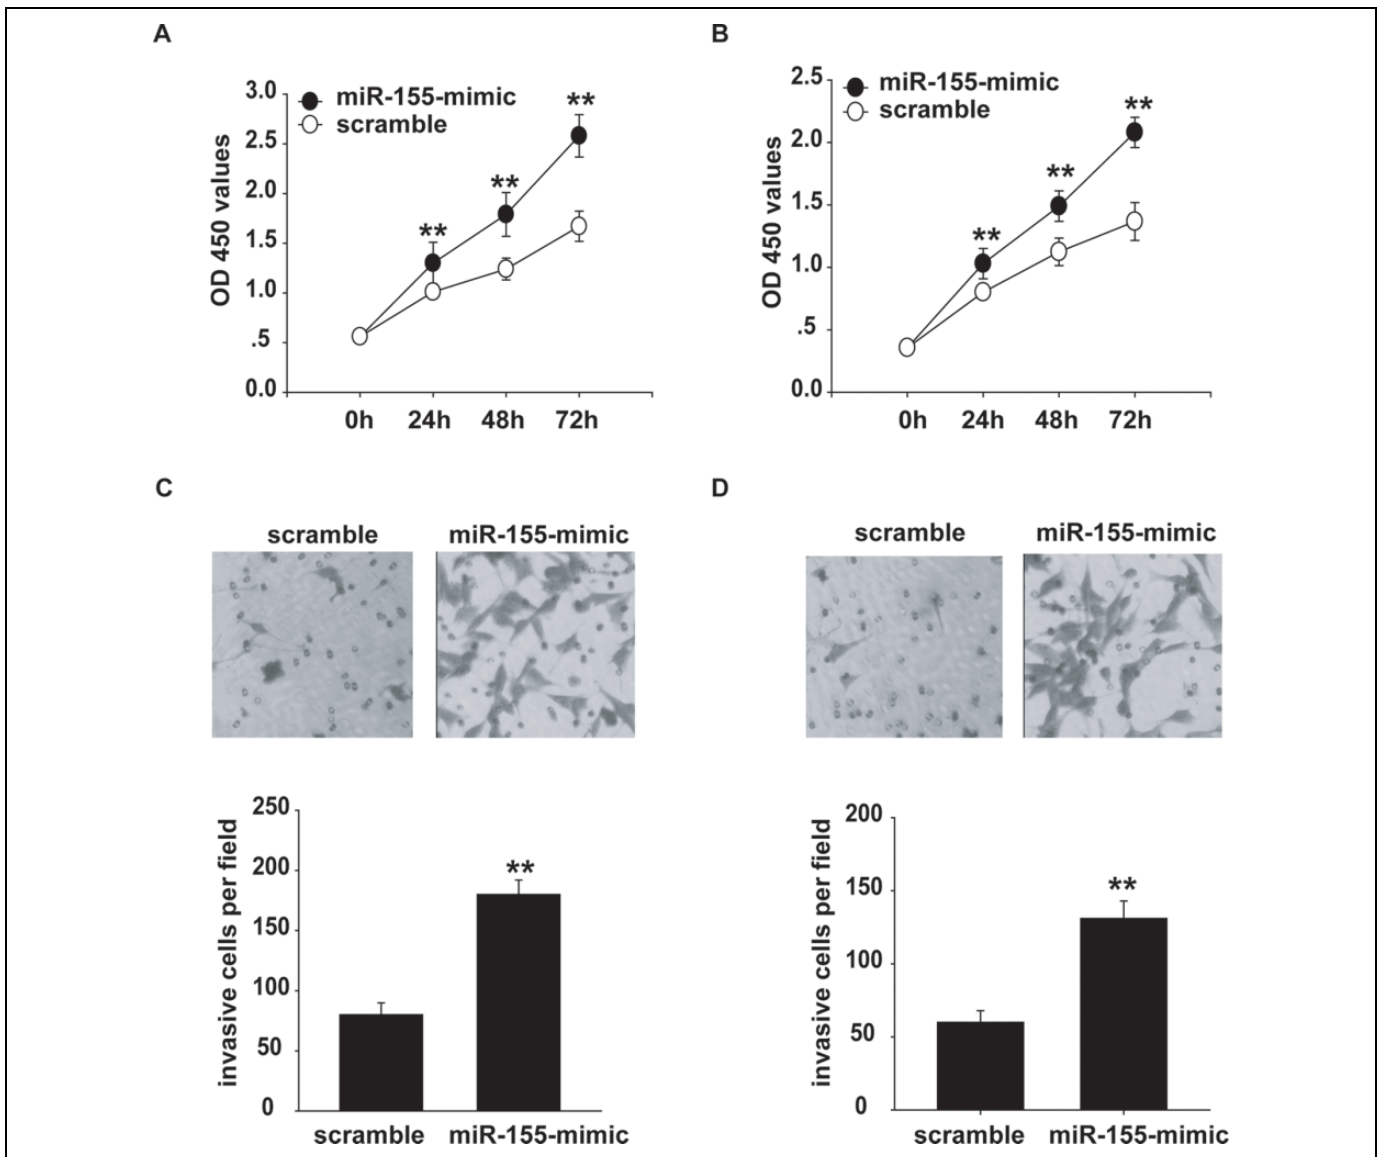 A
3.0
2.5
2.0
1.5
1.0
.5
0.0
OD 450 values
miR-155-mimic
scramble
**
**
**
0h 24h 48h 72h
B
2.5
2.0
1.5
1.0
.5
0.0
OD 450 values
miR-155-mimic
scramble
**
**
**
0h 24h 48h 72h
C
scramble miR-155-mimic
250
200
150
100
50
0
invasive cells per field
**
scramble miR-155-mimic
D
scramble miR-155-mimic
200
150
100
50
0
invasive cells per field
**
scramble miR-155-mimic